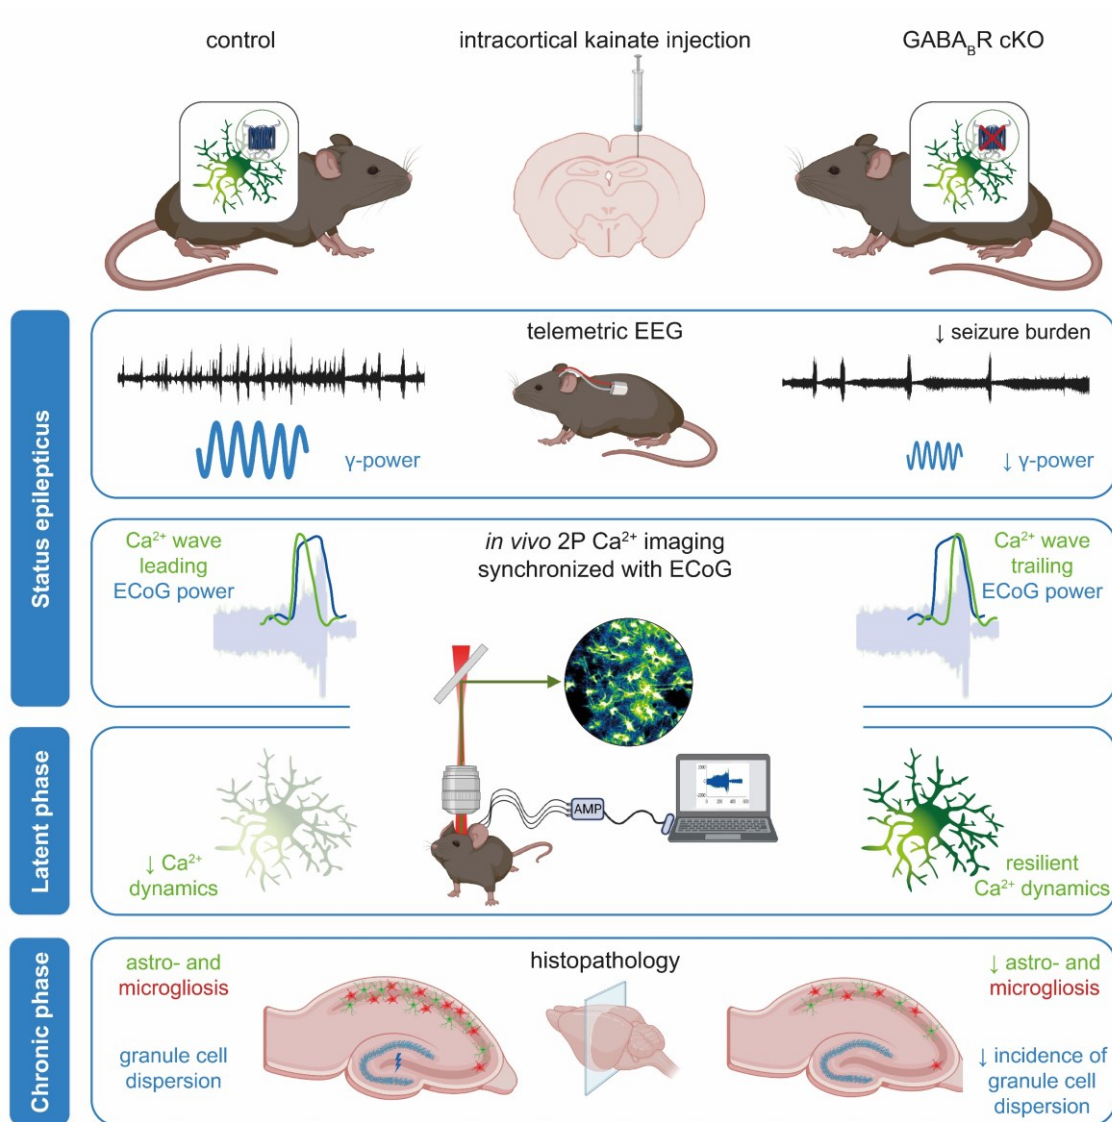 control
intracortical kainate injection
GABA_BR cKO
Status epilepticus
telemetric EEG
↓ seizure burden
γ-power
↓ γ-power
Ca²⁺ wave
leading
ECoG power
in vivo 2P Ca²⁺ imaging
synchronized with ECoG
Ca²⁺ wave
trailing
ECoG power
AMP
Latent phase
↓ Ca²⁺
dynamics
resilient
Ca²⁺ dynamics
Chronic phase
astro- and
microgliosis
histopathology
↓ astro- and
microgliosis
granule cell
dispersion
↓ incidence of
granule cell
dispersion